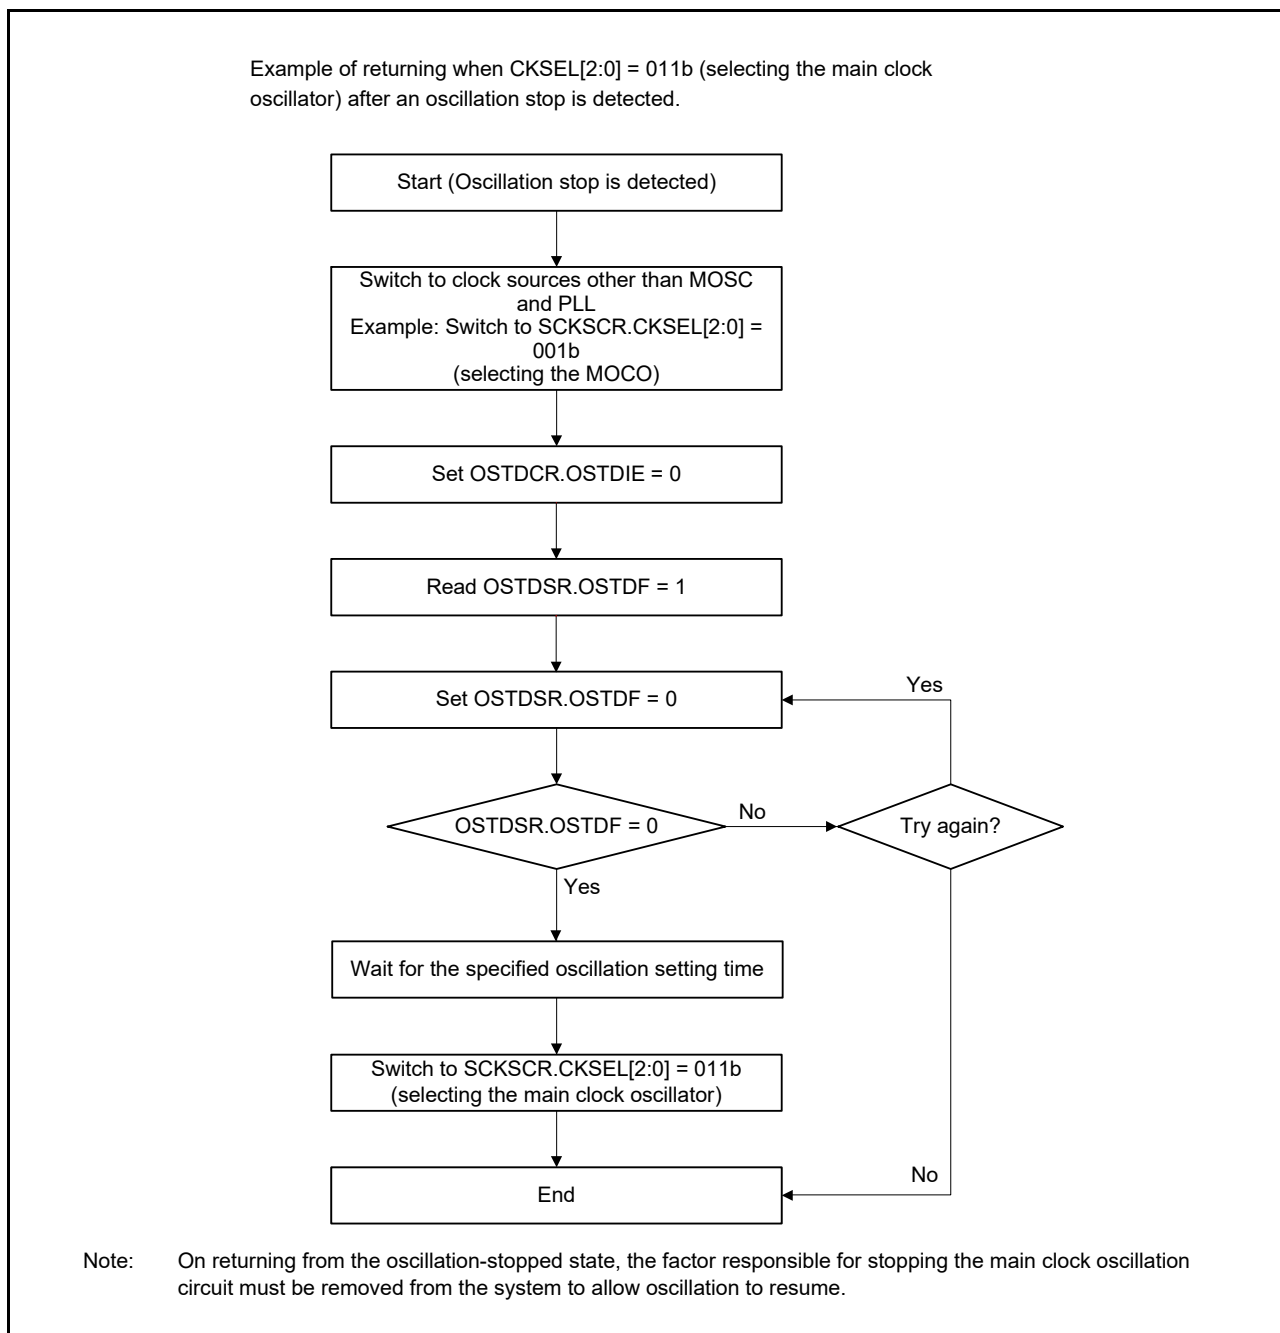 Example of returning when CKSEL[2:0] = 011b (selecting the main clock
oscillator) after an oscillation stop is detected.
Start (Oscillation stop is detected)
Switch to clock sources other than MOSC
and PLL
Example: Switch to SCKSCR.CKSEL[2:0] =
001b
(selecting the MOCO)
Set OSTDCR.OSTDIE = 0
Read OSTDSR.OSTDF = 1
Set OSTDSR.OSTDF = 0
Yes
OSTDSR.OSTDF = 0
No
Try again?
Yes
Wait for the specified oscillation setting time
Switch to SCKSCR.CKSEL[2:0] = 011b
(selecting the main clock oscillator)
No
End
Note: On returning from the oscillation-stopped state, the factor responsible for stopping the main clock oscillation
circuit must be removed from the system to allow oscillation to resume.